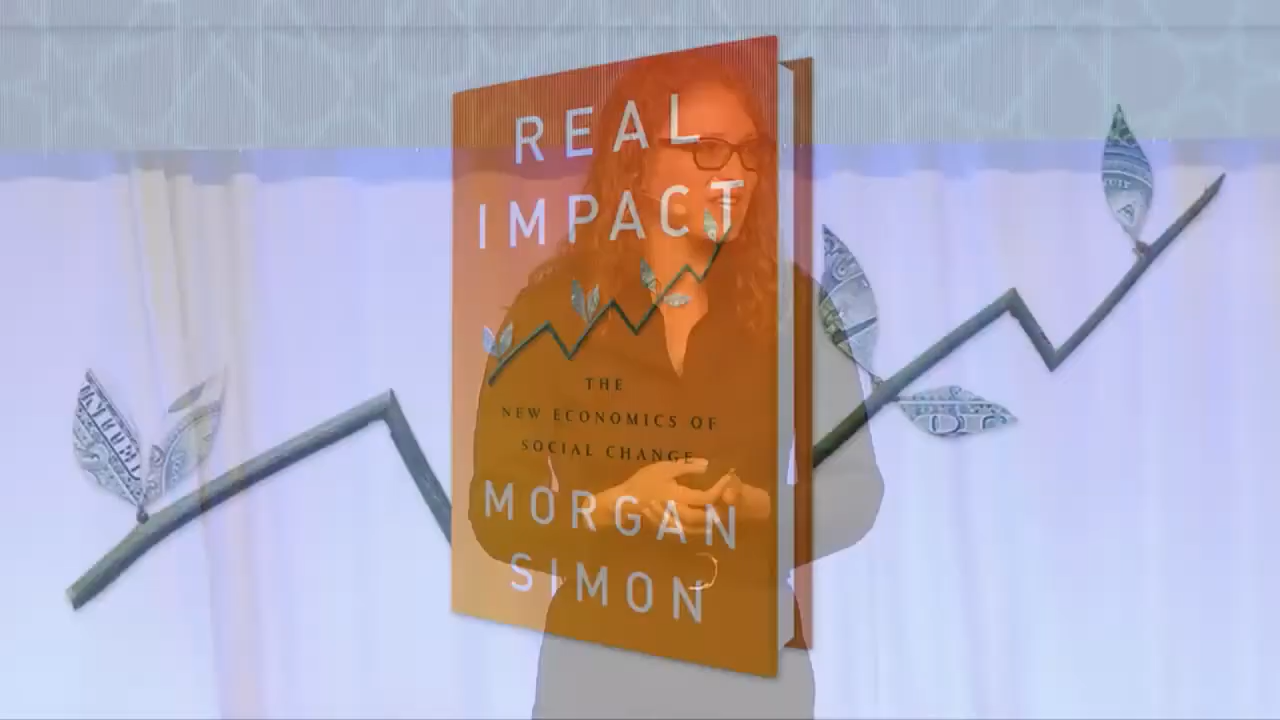 REAL
IMPACT
THE
NEW ECONOMICS OF
SOCIAL CHANGE
MORGAN
SIMON